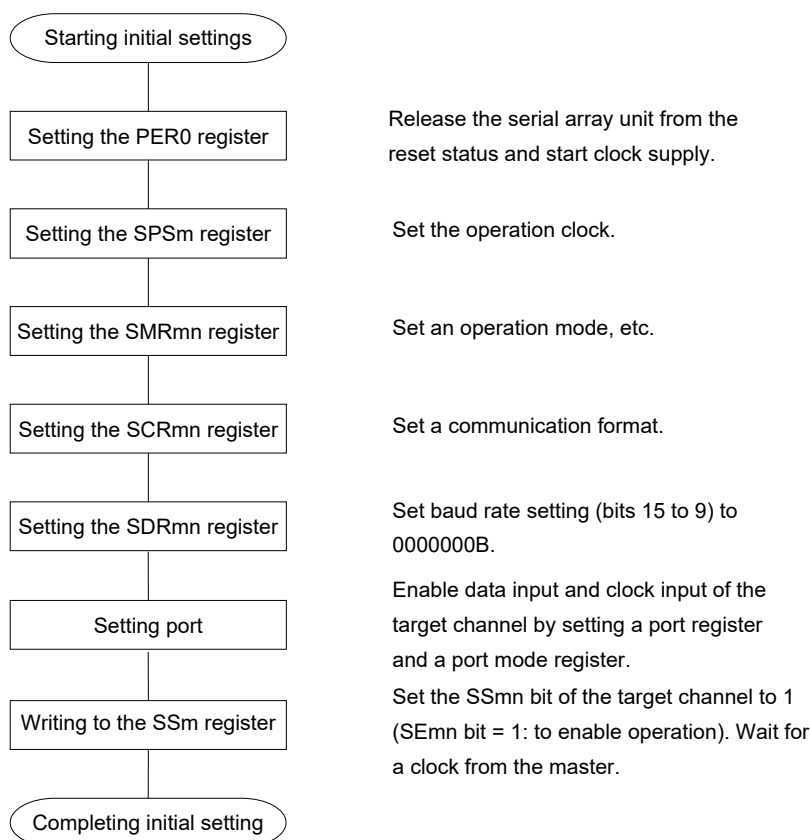 Starting initial settings
Setting the PER0 register
Release the serial array unit from the
reset status and start clock supply.
Setting the SPSm register
Set the operation clock.
Setting the SMRmn register
Set an operation mode, etc.
Setting the SCRmn register
Set a communication format.
Setting the SDRmn register
Set baud rate setting (bits 15 to 9) to
0000000B.
Setting port
Enable data input and clock input of the
target channel by setting a port register
and a port mode register.
Writing to the SSm register
Set the SSmn bit of the target channel to 1
(SEmn bit = 1: to enable operation). Wait for
a clock from the master.
Completing initial setting